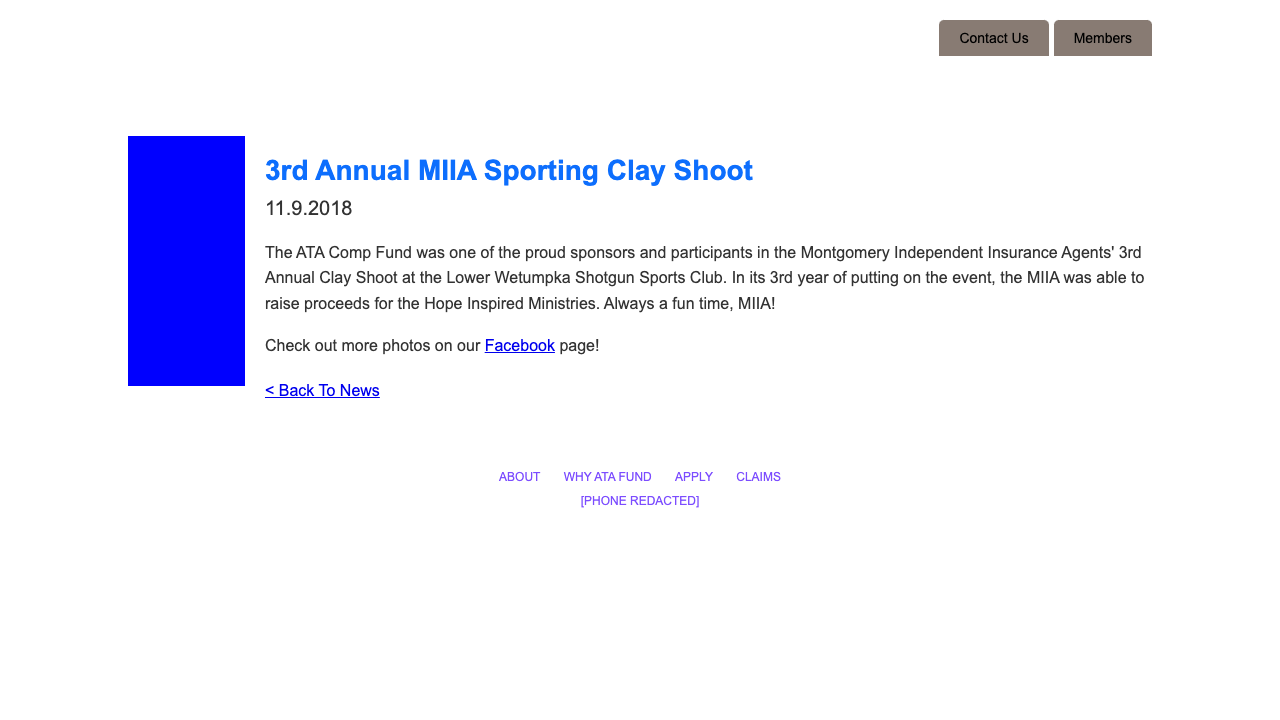 Contact Us
Members
3rd Annual MIIA Sporting Clay Shoot
11.9.2018
The ATA Comp Fund was one of the proud sponsors and participants in the Montgomery Independent Insurance Agents' 3rd
Annual Clay Shoot at the Lower Wetumpka Shotgun Sports Club. In its 3rd year of putting on the event, the MIIA was able to
raise proceeds for the Hope Inspired Ministries. Always a fun time, MIIA!
Check out more photos on our Facebook page!
< Back To News
ABOUT WHY ATA FUND APPLY CLAIMS
[PHONE REDACTED]